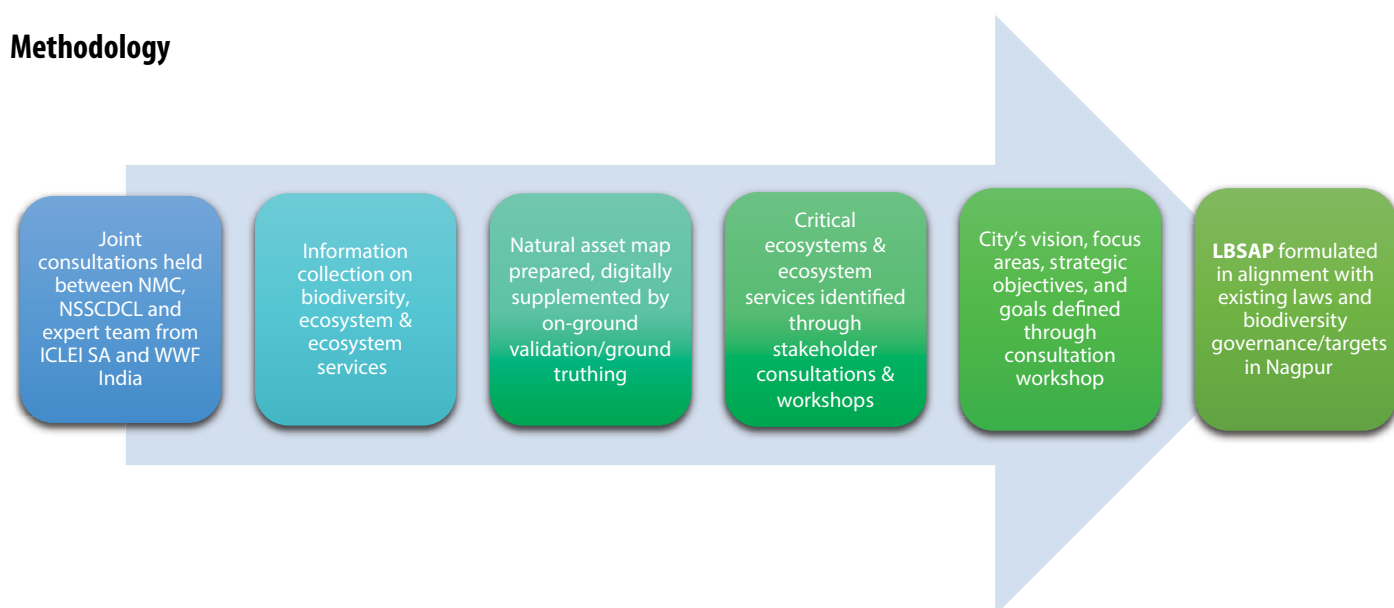 Methodology
Joint
consultations held
between NMC,
NSSCDCL and
expert team from
ICLEI SA and WWF
India
Information
collection on
biodiversity,
ecosystem &
ecosystem
services
Natural asset map
prepared, digitally
supplemented by
on-ground
validation/ground
truthing
Critical
ecosystems &
ecosystem
services identified
through
stakeholder
consultations &
workshops
City's vision, focus
areas, strategic
objectives, and
goals defined
through
consultation
workshop
LBSAP formulated
in alignment with
existing laws and
biodiversity
governance/targets
in Nagpur